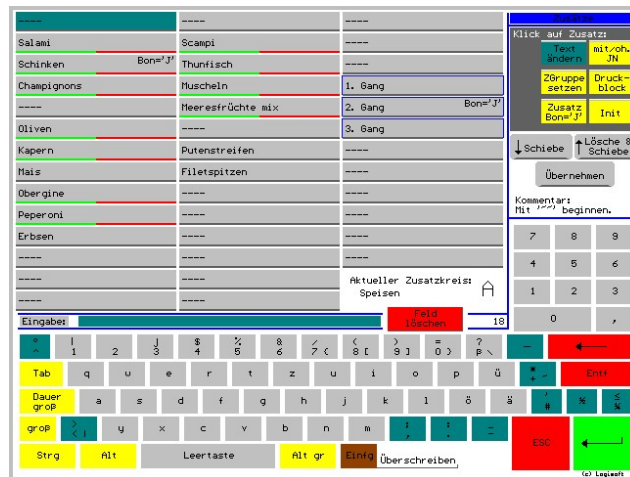 ---- ---- ---- Zusätze
Salami Scampi ---- Klick auf Zusatz:
Schinken Bon='J' Thunfisch ---- Text ändern mit/oh. JN
Champignons Muscheln 1. Gang ZGruppe setzen Druck-block
---- Meeresfrüchte mix 2. Gang Bon='J' Zusatz Bon='J' Init
Oliven ---- 3. Gang
Kapern Putenstreifen ---- ↓Schiebe ↑Lösche & Schiebe
Mais Filetspitzen ---- Übernehmen
Obergine ---- ---- Kommentar:
Peperoni ---- ---- Mit '~~' beginnen.
Erbsen ---- ---- 7 8 9
---- ---- ---- 4 5 6
---- ---- Aktueller Zusatzkreis: 1 2 3
---- ---- Speisen A
Eingabe: Feld löschen 18 0 ,
° ^ | 1 2 J 3 $ 4 % 5 & 6 / 7 { ( 8 [ ) 9 ] = 0 } ? β \ - ←
Tab q w e r t z u i o p ü * + ~ Entf
Dauer groß a s d f g h j k l ö ä ' #
groß > < | y x c v b n m ; , : . _ - ESC ←
Strg Alt Leertaste Alt gr Einfg Überschreiben
(c) Logisoft